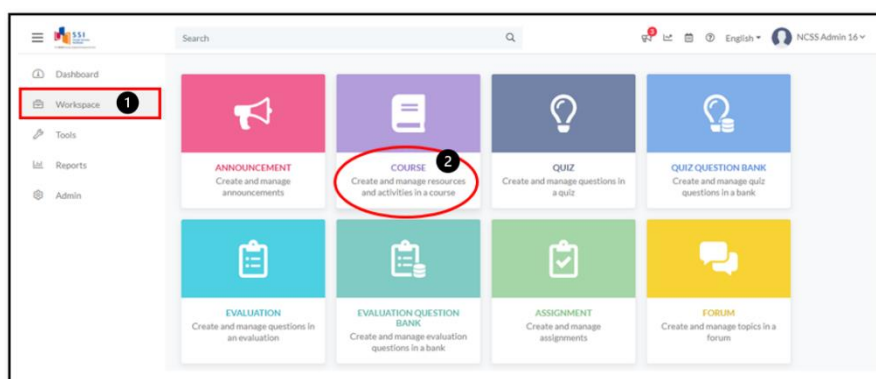 SSI
Search
3
English
NCSS Admin 16
Dashboard
Workspace
1
Tools
Reports
Admin
ANNOUNCEMENT
Create and manage
announcements
COURSE
2
Create and manage resources
and activities in a course
QUIZ
Create and manage questions in
a quiz
QUIZ QUESTION BANK
Create and manage quiz
questions in a bank
EVALUATION
Create and manage questions in
an evaluation
EVALUATION QUESTION
BANK
Create and manage evaluation
questions in a bank
ASSIGNMENT
Create and manage
assignments
FORUM
Create and manage topics in a
forum